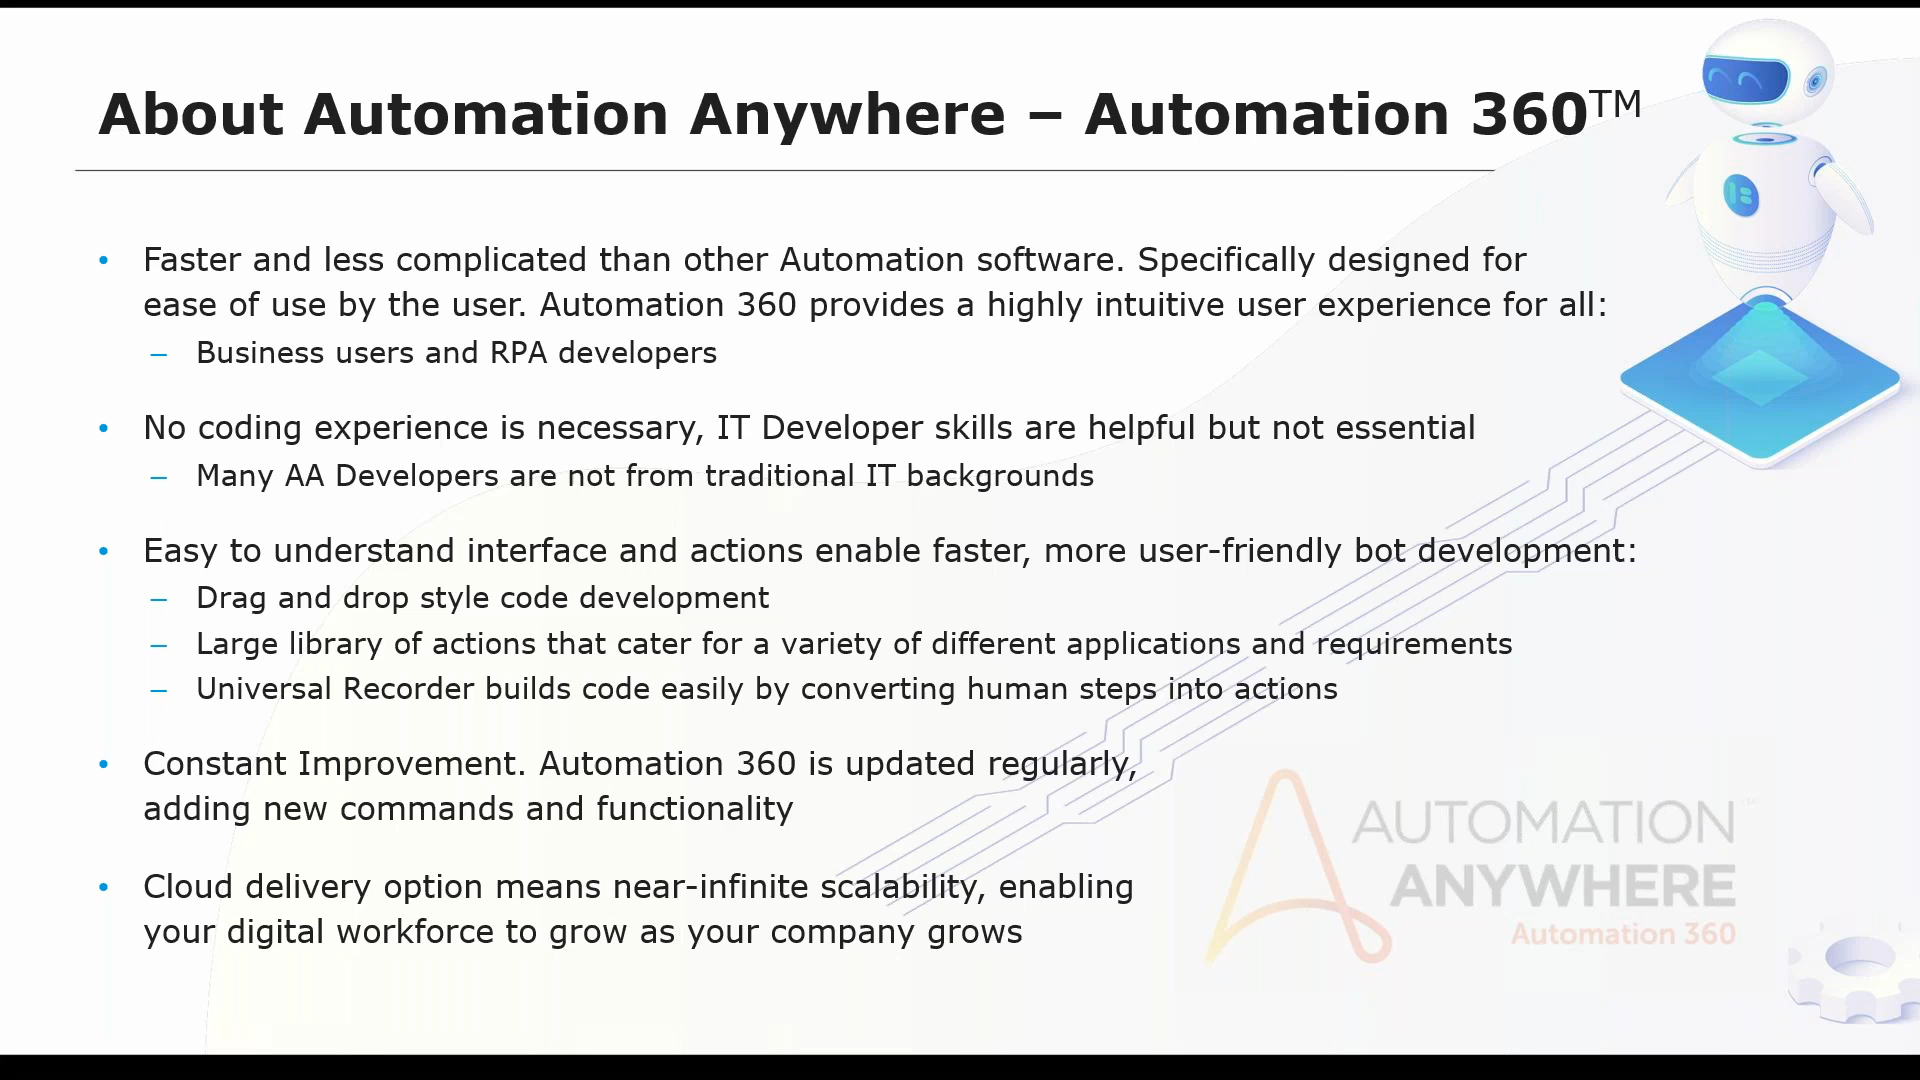 About Automation Anywhere – Automation 360™
• Faster and less complicated than other Automation software. Specifically designed for
ease of use by the user. Automation 360 provides a highly intuitive user experience for all:
– Business users and RPA developers
• No coding experience is necessary, IT Developer skills are helpful but not essential
– Many AA Developers are not from traditional IT backgrounds
• Easy to understand interface and actions enable faster, more user-friendly bot development:
– Drag and drop style code development
– Large library of actions that cater for a variety of different applications and requirements
– Universal Recorder builds code easily by converting human steps into actions
• Constant Improvement. Automation 360 is updated regularly,
adding new commands and functionality
• Cloud delivery option means near-infinite scalability, enabling
your digital workforce to grow as your company grows
AUTOMATION™
ANYWHERE
Automation 360